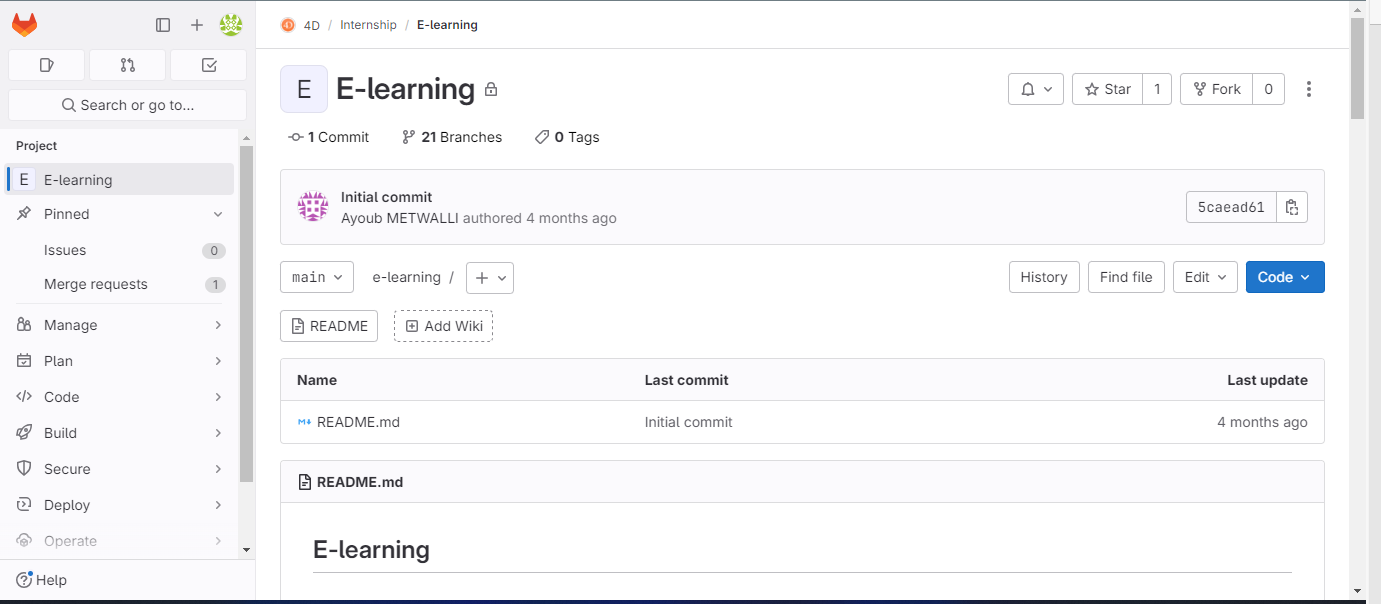 4D / Internship / E-learning
Search or go to...
Project
E E-learning
Pinned
Issues 0
Merge requests 1
Manage
Plan
Code
Build
Secure
Deploy
Operate
Help
E E-learning
Star 1
Fork 0
1 Commit 21 Branches 0 Tags
Initial commit
Ayoub METWALLI authored 4 months ago
5caead61
main e-learning / +
History Find file Edit Code
README Add Wiki
Name Last commit Last update
README.md Initial commit 4 months ago
README.md
E-learning